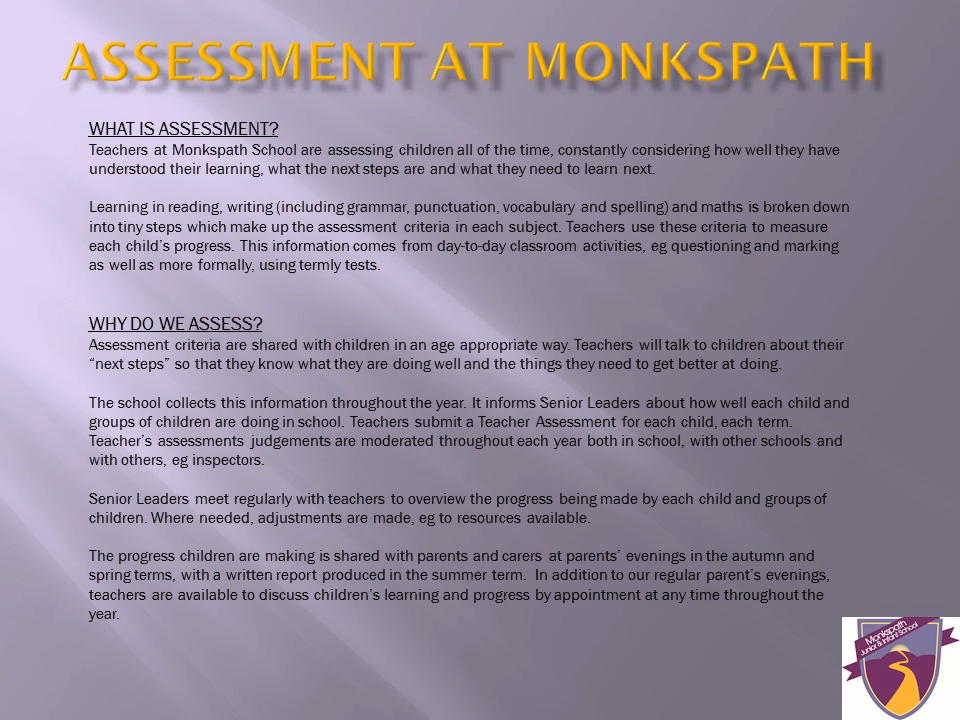 ASSESSMENT AT MONKSPATH
WHAT IS ASSESSMENT?
Teachers at Monkspath School are assessing children all of the time, constantly considering how well they have
understood their learning, what the next steps are and what they need to learn next.
Learning in reading, writing (including grammar, punctuation, vocabulary and spelling) and maths is broken down
into tiny steps which make up the assessment criteria in each subject. Teachers use these criteria to measure
each child’s progress. This information comes from day-to-day classroom activities, eg questioning and marking
as well as more formally, using termly tests.
WHY DO WE ASSESS?
Assessment criteria are shared with children in an age appropriate way. Teachers will talk to children about their
“next steps” so that they know what they are doing well and the things they need to get better at doing.
The school collects this information throughout the year. It informs Senior Leaders about how well each child and
groups of children are doing in school. Teachers submit a Teacher Assessment for each child, each term.
Teacher’s assessments judgements are moderated throughout each year both in school, with other schools and
with others, eg inspectors.
Senior Leaders meet regularly with teachers to overview the progress being made by each child and groups of
children. Where needed, adjustments are made, eg to resources available.
The progress children are making is shared with parents and carers at parents’ evenings in the autumn and
spring terms, with a written report produced in the summer term. In addition to our regular parent’s evenings,
teachers are available to discuss children’s learning and progress by appointment at any time throughout the
year.
Monkspath
Junior & Infant School